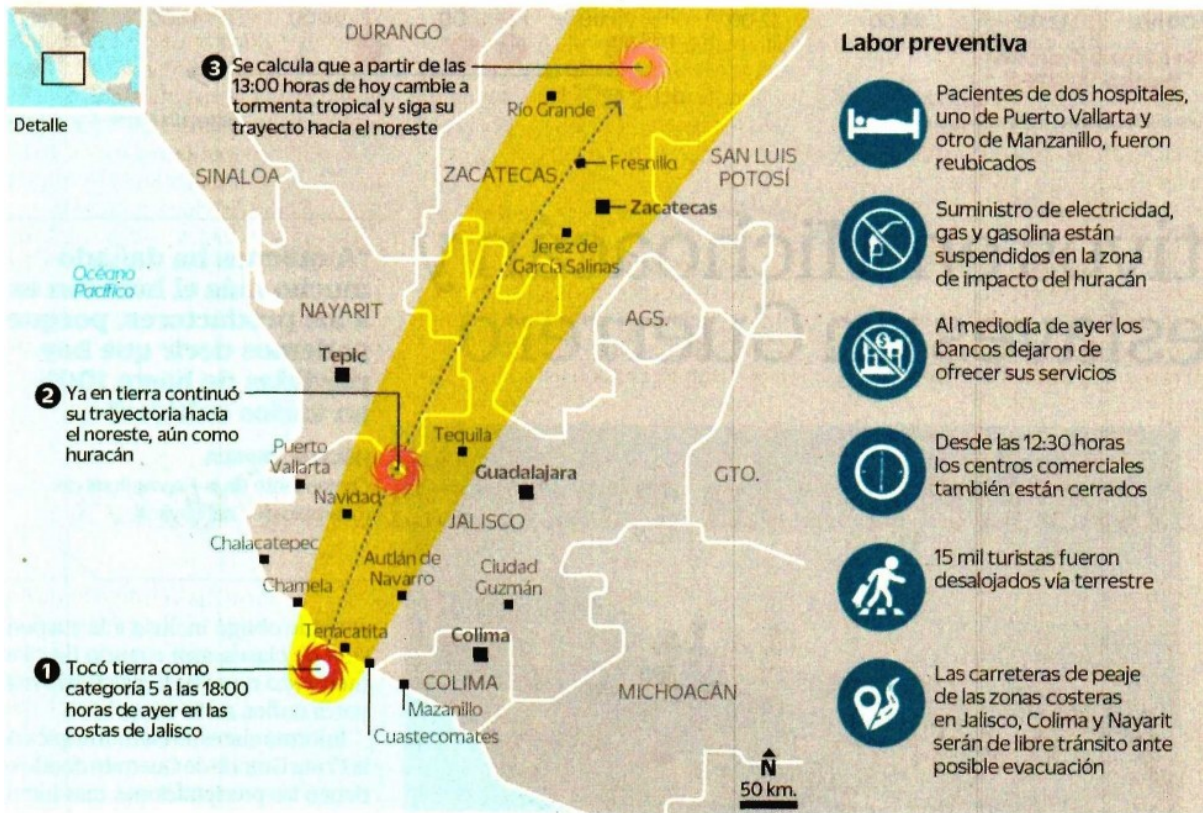 Detalle
DURANGO
3 Se calcula que a partir de las
13:00 horas de hoy cambie a
tormenta tropical y siga su
trayecto hacia el noreste
Río Grande
Fresnillo
SINALOA
ZACATECAS
SAN LUIS
POTOSÍ
Zacatecas
Jerez de
García Salinas
Océano
Pacífico
NAYARIT
AGS.
Tepic
2 Ya en tierra continuó
su trayectoria hacia
el noreste, aún como
huracán
Puerto
Vallarta
Tequila
Guadalajara
GTO.
Navidad
JALISCO
Chalacatepec
Autlán de
Navarro
Ciudad
Guzmán
Chamela
Tenacatita
Colima
1 Tocó tierra como
categoría 5 a las 18:00
horas de ayer en las
costas de Jalisco
COLIMA
MICHOACÁN
Mazanillo
Cuastecomates
N
50 km.
Labor preventiva
Pacientes de dos hospitales,
uno de Puerto Vallarta y
otro de Manzanillo, fueron
reubicados
Suministro de electricidad,
gas y gasolina están
suspendidos en la zona
de impacto del huracán
Al mediodía de ayer los
bancos dejaron de
ofrecer sus servicios
Desde las 12:30 horas
los centros comerciales
también están cerrados
15 mil turistas fueron
desalojados vía terrestre
Las carreteras de peaje
de las zonas costeras
en Jalisco, Colima y Nayarit
serán de libre tránsito ante
posible evacuación